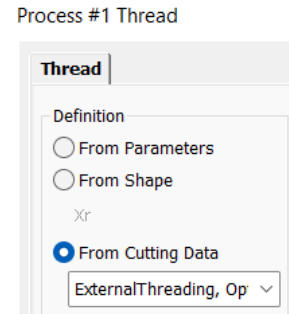 Process #1 Thread
Thread
Definition
From Parameters
From Shape
Xr
From Cutting Data
ExternalThreading, Op